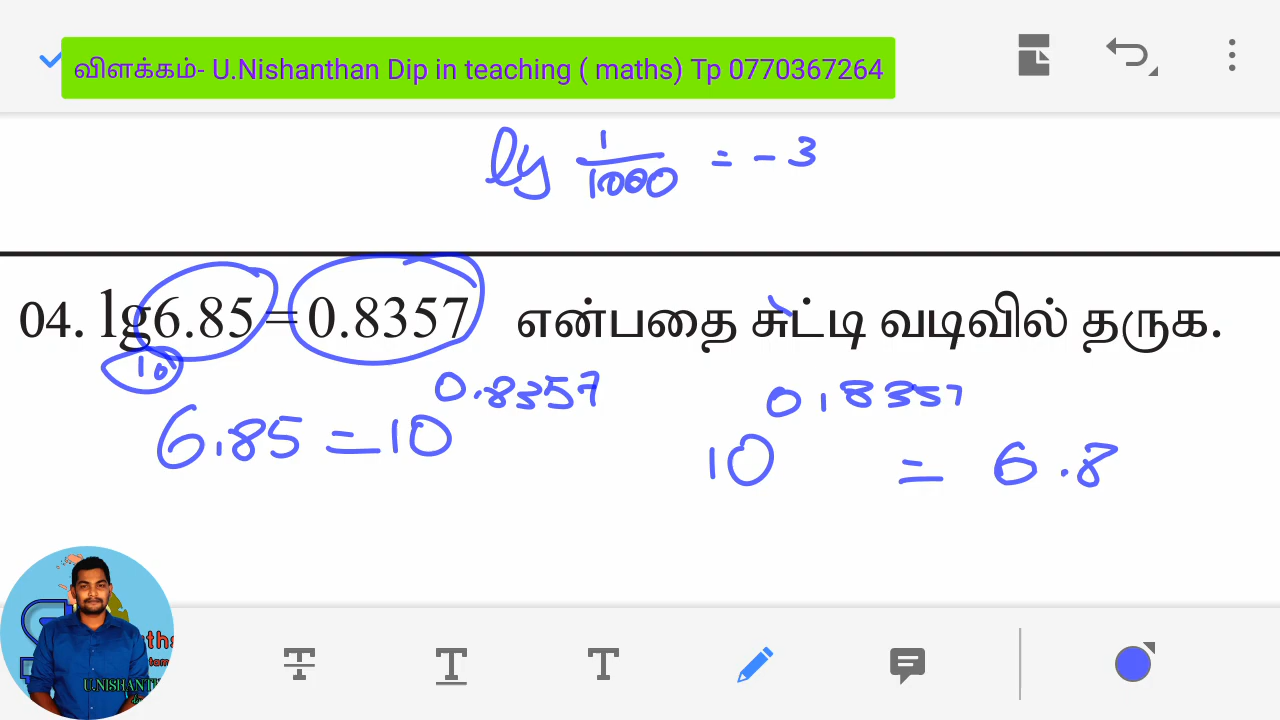 விளக்கம்- U.Nishanthan Dip in teaching ( maths) Tp 0770367264
lg 1/1000 = -3
04. lg6.85 = 0.8357 என்பதை சுட்டி வடிவில் தருக.
10
6.85 = 10^0.8357 10^0.8357 = 6.8
U.NISHANTH